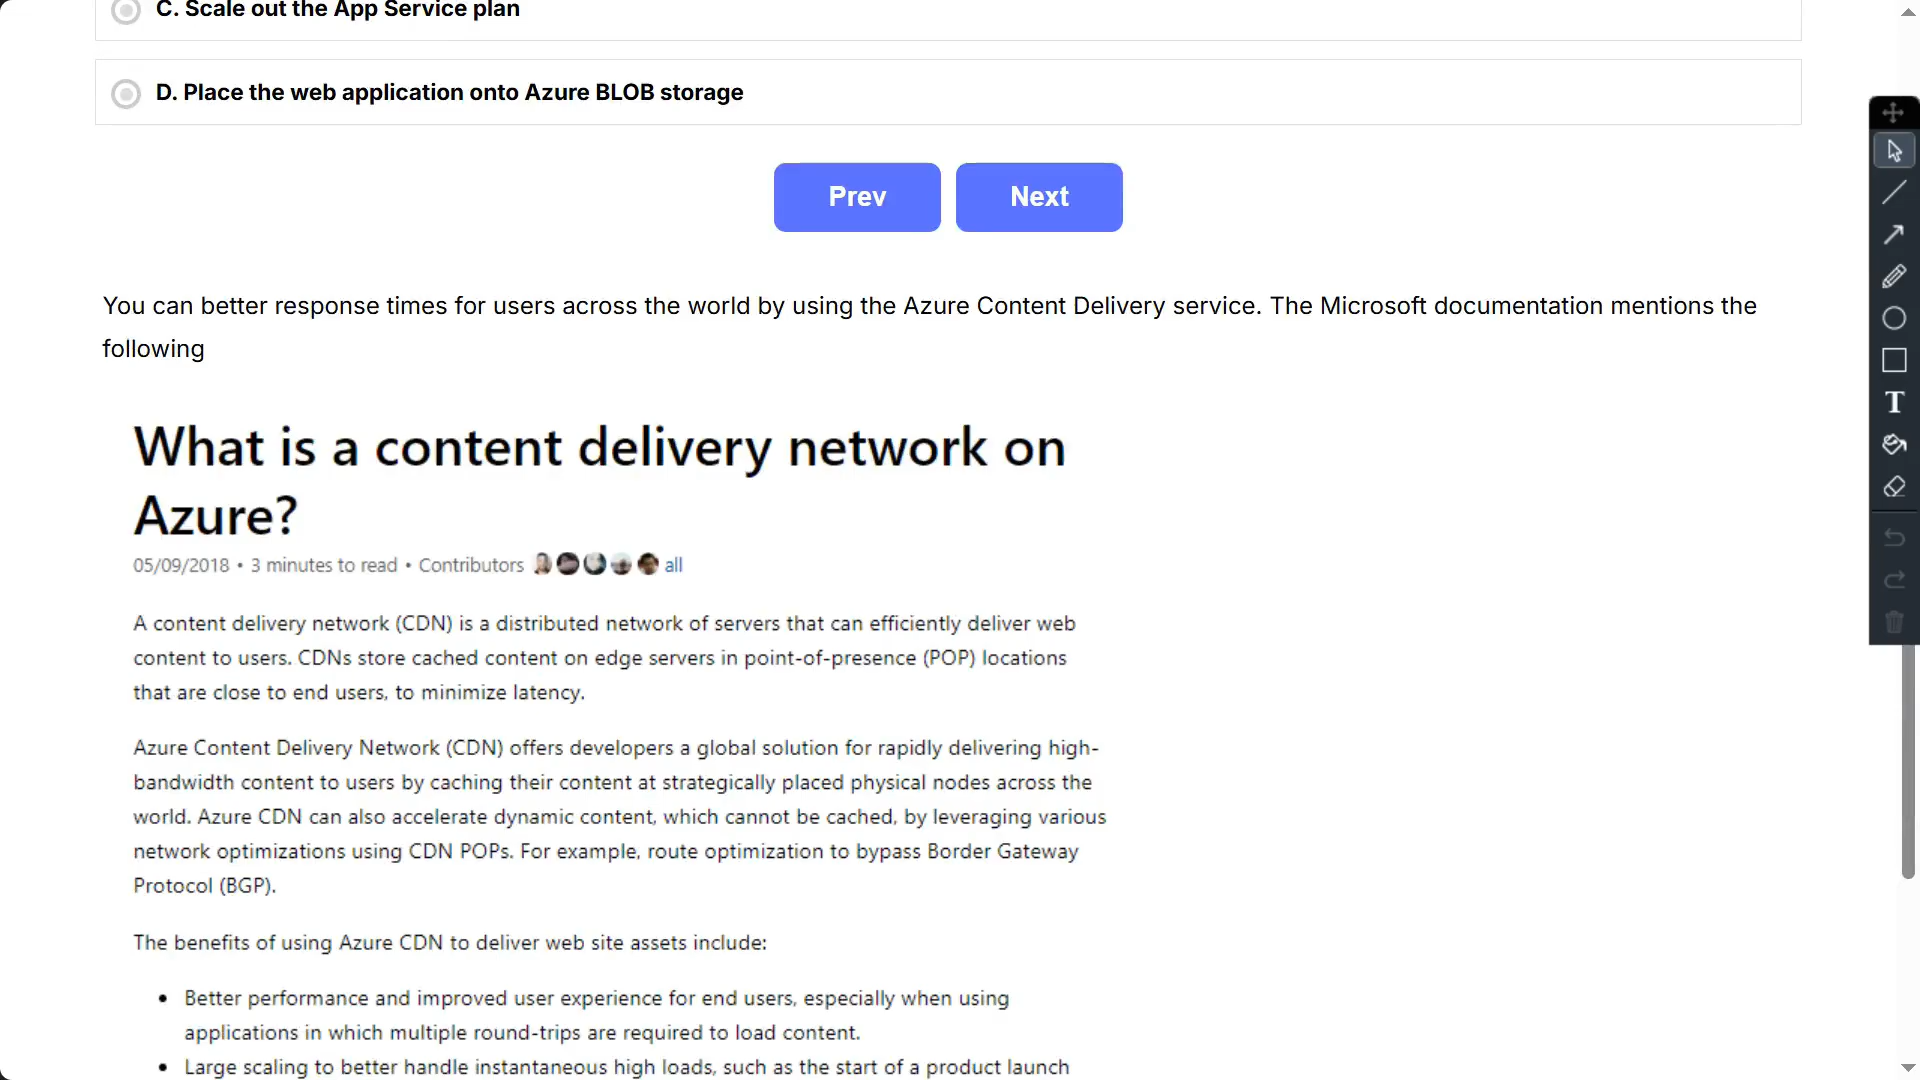 C. Scale out the App Service plan
D. Place the web application onto Azure BLOB storage
Prev
Next
You can better response times for users across the world by using the Azure Content Delivery service. The Microsoft documentation mentions the
following
What is a content delivery network on
Azure?
05/09/2018 • 3 minutes to read • Contributors all
A content delivery network (CDN) is a distributed network of servers that can efficiently deliver web
content to users. CDNs store cached content on edge servers in point-of-presence (POP) locations
that are close to end users, to minimize latency.
Azure Content Delivery Network (CDN) offers developers a global solution for rapidly delivering high-
bandwidth content to users by caching their content at strategically placed physical nodes across the
world. Azure CDN can also accelerate dynamic content, which cannot be cached, by leveraging various
network optimizations using CDN POPs. For example, route optimization to bypass Border Gateway
Protocol (BGP).
The benefits of using Azure CDN to deliver web site assets include:
• Better performance and improved user experience for end users, especially when using
applications in which multiple round-trips are required to load content.
• Large scaling to better handle instantaneous high loads, such as the start of a product launch
T